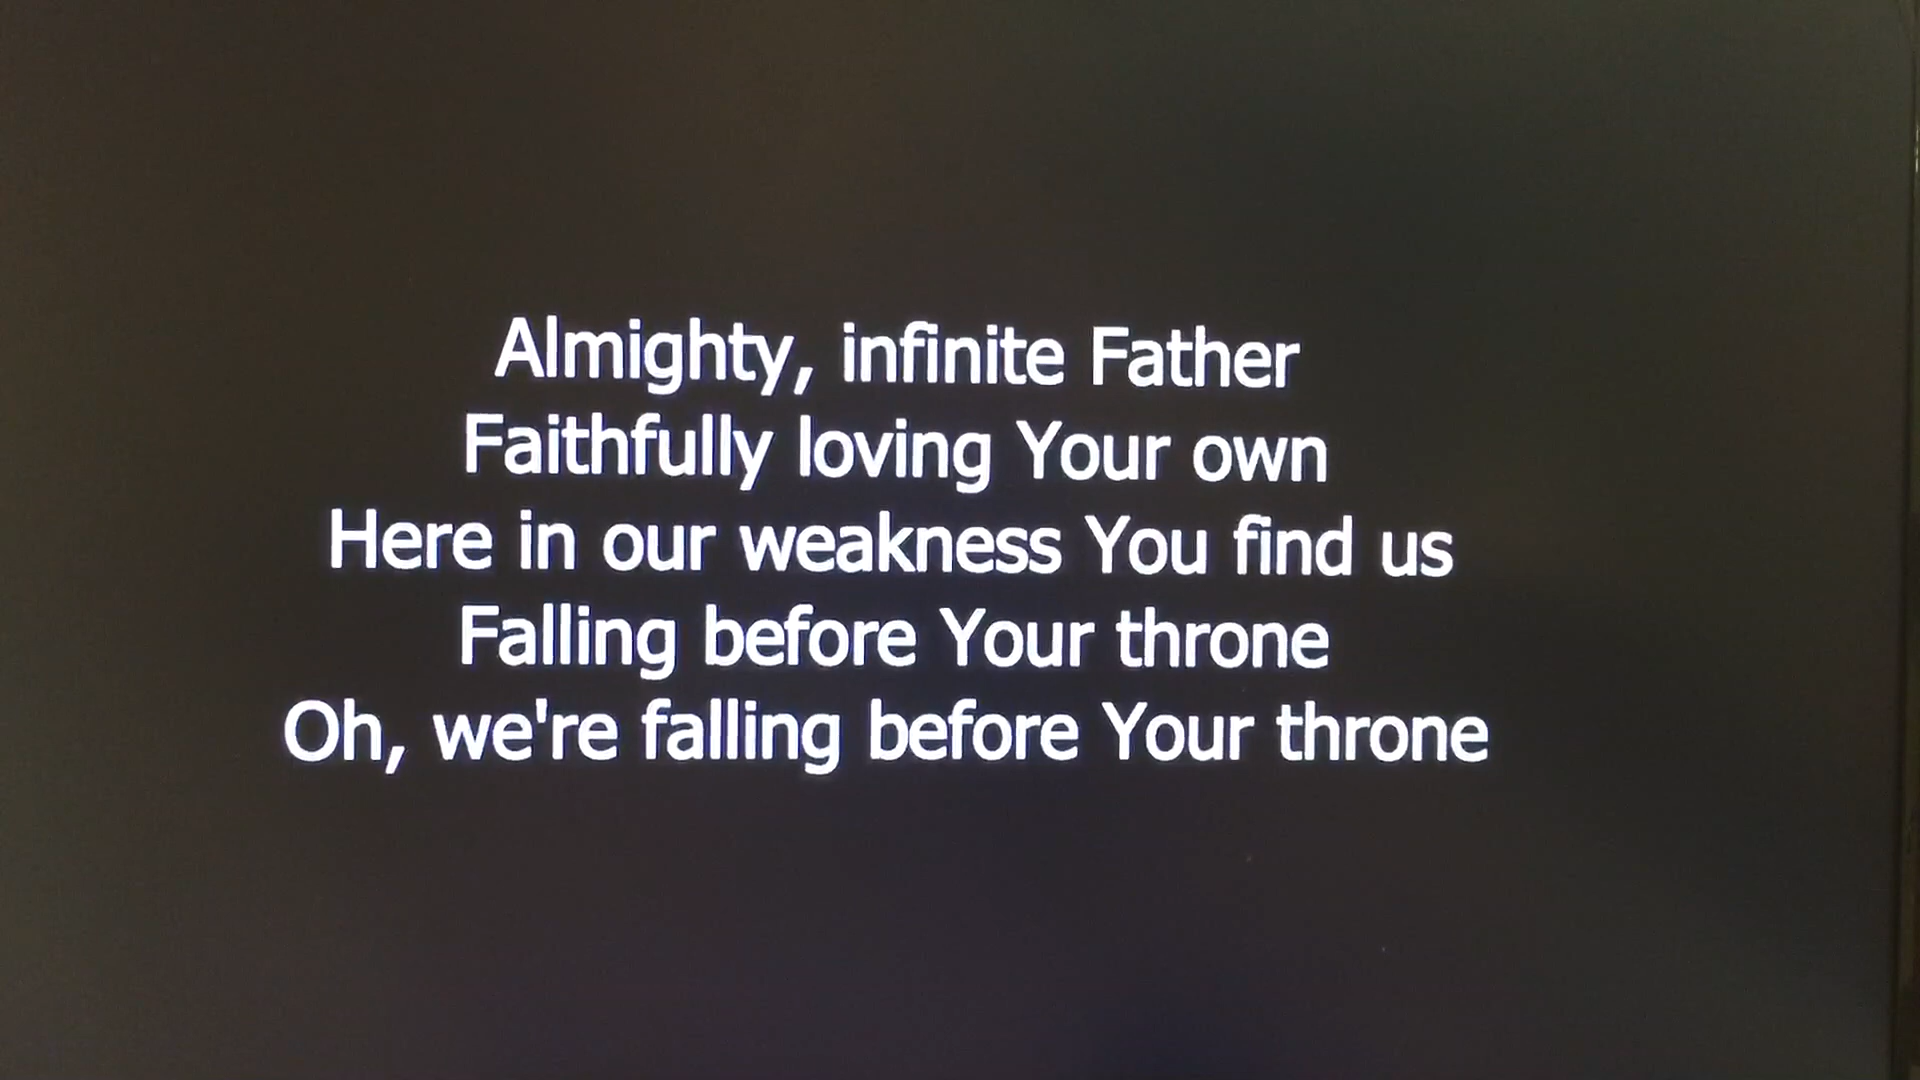 Almighty, infinite Father
Faithfully loving Your own
Here in our weakness You find us
Falling before Your throne
Oh, we're falling before Your throne